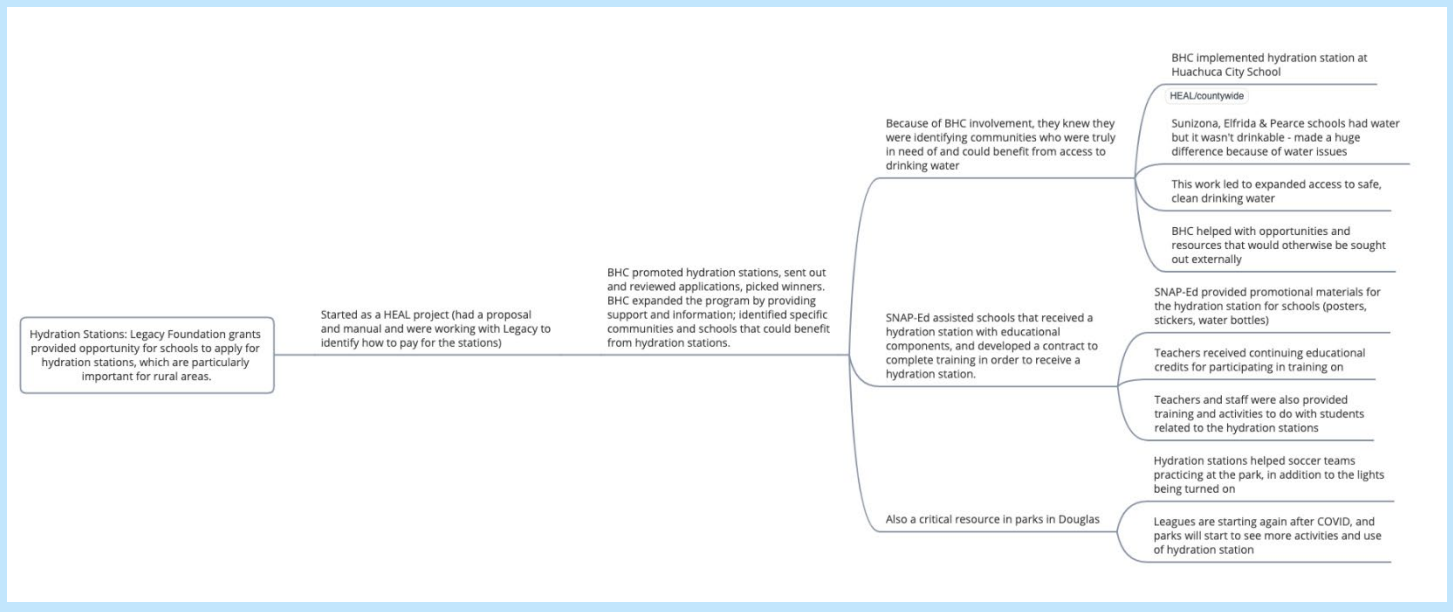 Hydration Stations: Legacy Foundation grants
provided opportunity for schools to apply for
hydration stations, which are particularly
important for rural areas.
Started as a HEAL project (had a proposal
and manual and were working with Legacy to
identify how to pay for the stations)
BHC promoted hydration stations, sent out
and reviewed applications, picked winners.
BHC expanded the program by providing
support and information; identified specific
communities and schools that could benefit
from hydration stations.
Because of BHC involvement, they knew they
were identifying communities who were truly
in need of and could benefit from access to
drinking water
BHC implemented hydration station at
Huachuca City School
HEAL/countywide
Sunizona, Elfrida & Pearce schools had water
but it wasn't drinkable - made a huge
difference because of water issues
This work led to expanded access to safe,
clean drinking water
BHC helped with opportunities and
resources that would otherwise be sought
out externally
SNAP-Ed assisted schools that received a
hydration station with educational
components, and developed a contract to
complete training in order to receive a
hydration station.
SNAP-Ed provided promotional materials for
the hydration station for schools (posters,
stickers, water bottles)
Teachers received continuing educational
credits for participating in training on
Teachers and staff were also provided
training and activities to do with students
related to the hydration stations
Also a critical resource in parks in Douglas
Hydration stations helped soccer teams
practicing at the park, in addition to the lights
being turned on
Leagues are starting again after COVID, and
parks will start to see more activities and use
of hydration station